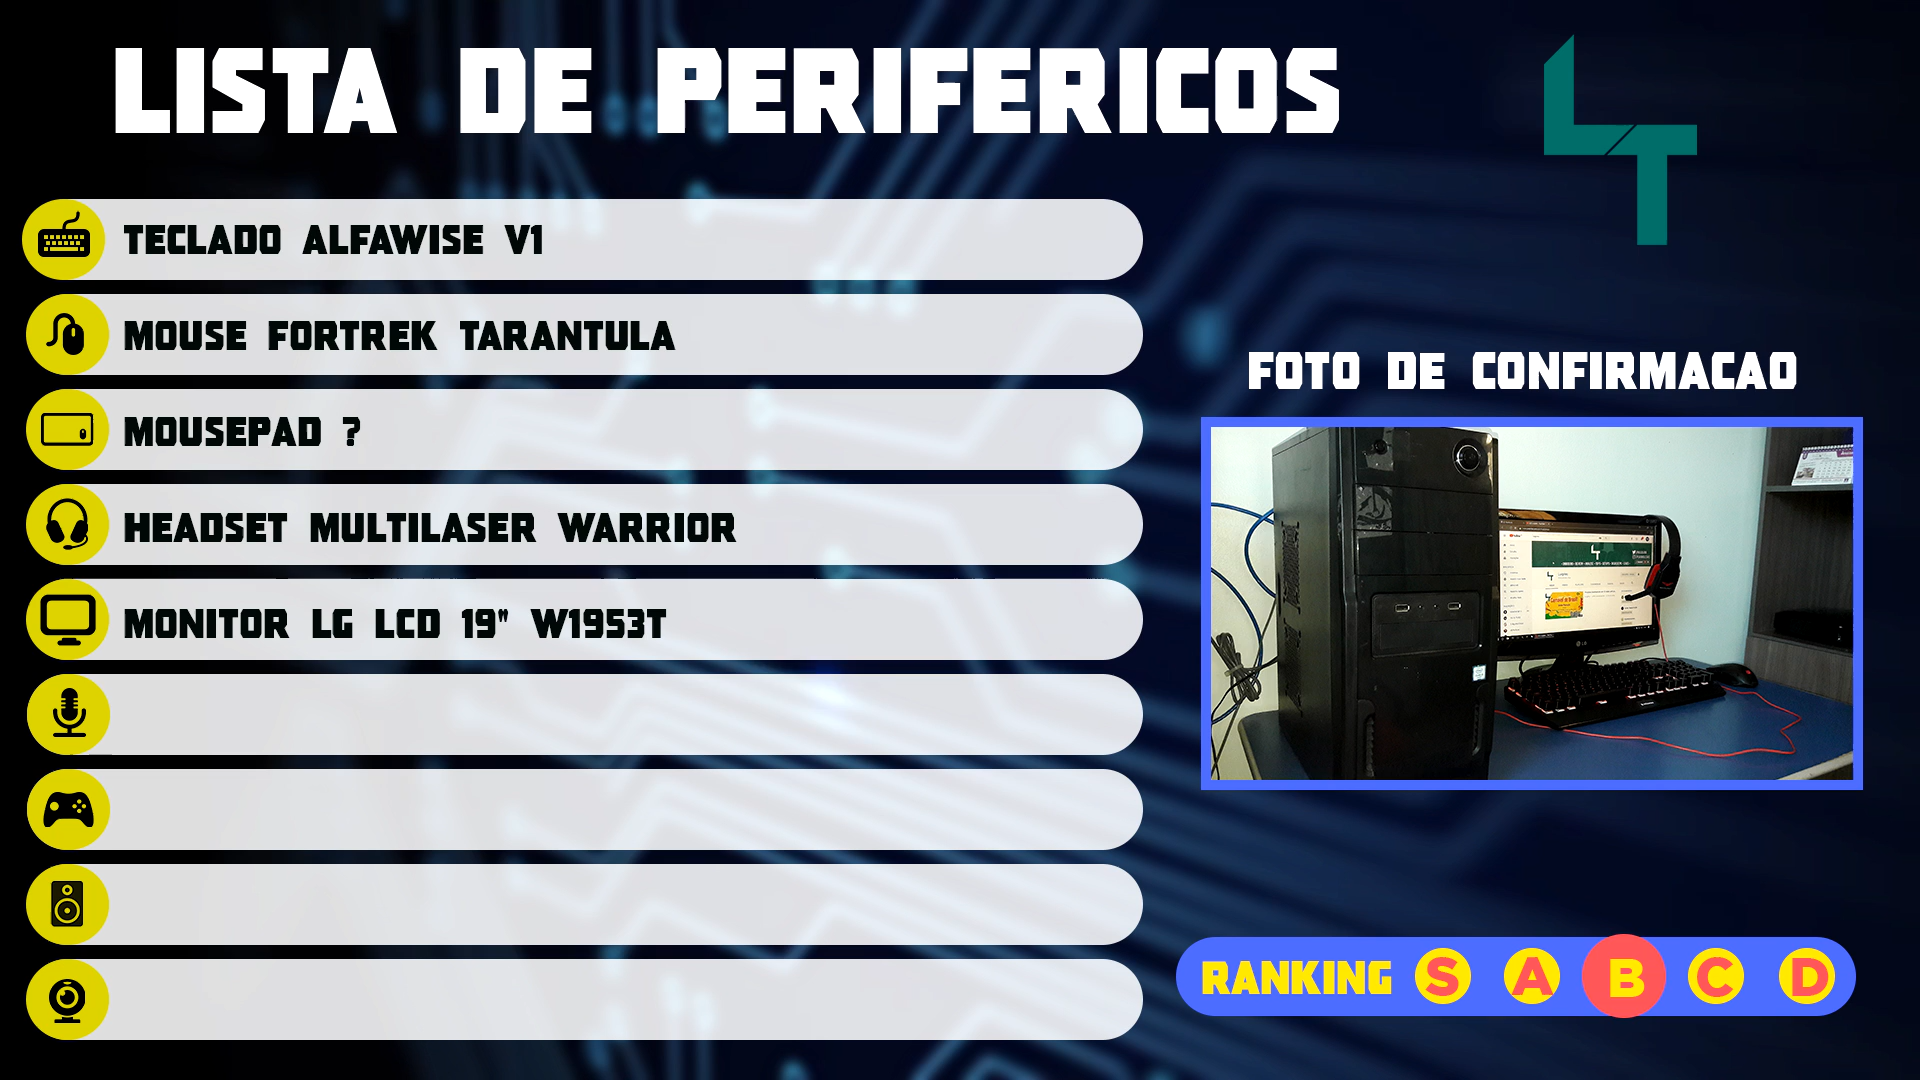 LISTA DE PERIFERICOS
LT
TECLADO ALFAWISE V1
MOUSE FORTREK TARANTULA
MOUSEPAD ?
HEADSET MULTILASER WARRIOR
MONITOR LG LCD 19" W1953T
FOTO DE CONFIRMACAO
RANKING S A B C D